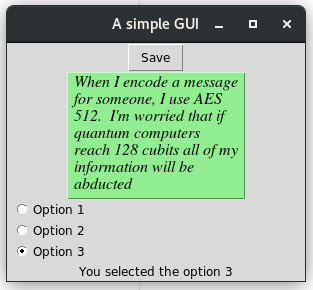 A simple GUI
Save
When I encode a message
for someone, I use AES
512.  I'm worried that if
quantum computers
reach 128 cubits all of my
information will be
abducted
Option 1
Option 2
Option 3
You selected the option 3